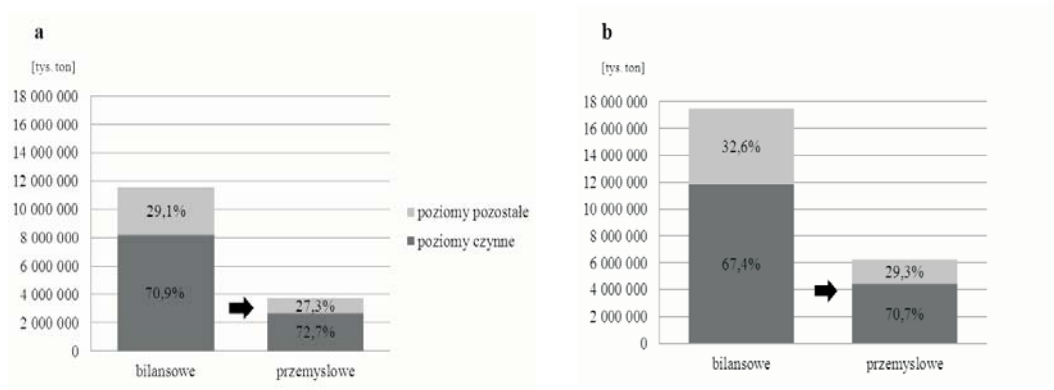 a
[tys. ton]
18 000 000
16 000 000
14 000 000
12 000 000
10 000 000
8 000 000
6 000 000
4 000 000
2 000 000
0
29,1%
70,9%
27,3%
72,7%
bilansowe
przemyslowe
poziomy pozostałe
poziomy czynne
b
[tys. ton]
18 000 000
16 000 000
14 000 000
12 000 000
10 000 000
8 000 000
6 000 000
4 000 000
2 000 000
0
32,6%
67,4%
29,3%
70,7%
bilansowe
przemyslowe